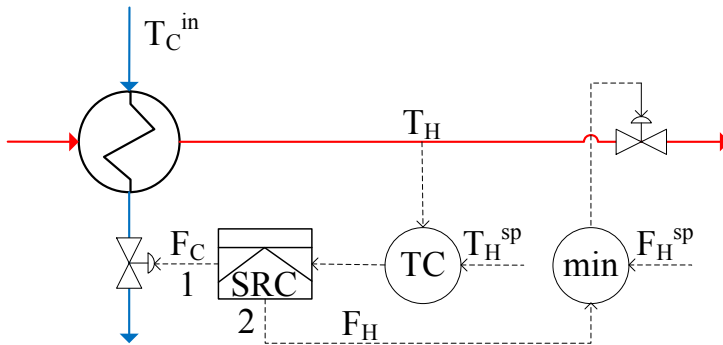 T_C^in
T_H
F_C
1
SRC
2
TC
T_H^sp
min
F_H^sp
F_H